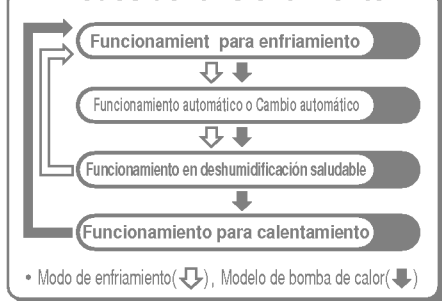 Funcionamient para enfriamiento
Funcionamiento automático o Cambio automático
Funcionamiento en deshumidificación saludable
Funcionamiento para calentamiento
• Modo de enfriamiento( ), Modelo de bomba de calor( )